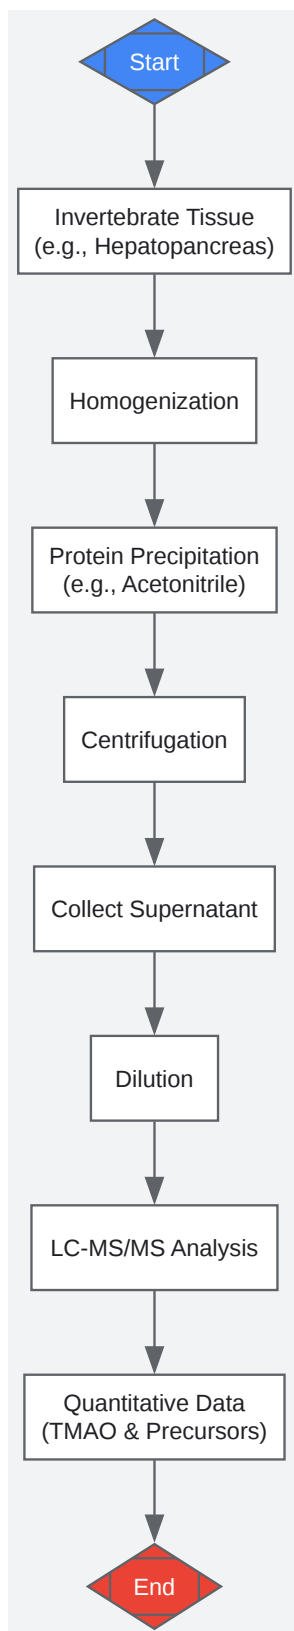 Start
Invertebrate Tissue
(e.g., Hepatopancreas)
Homogenization
Protein Precipitation
(e.g., Acetonitrile)
Centrifugation
Collect Supernatant
Dilution
LC-MS/MS Analysis
Quantitative Data
(TMAO & Precursors)
End